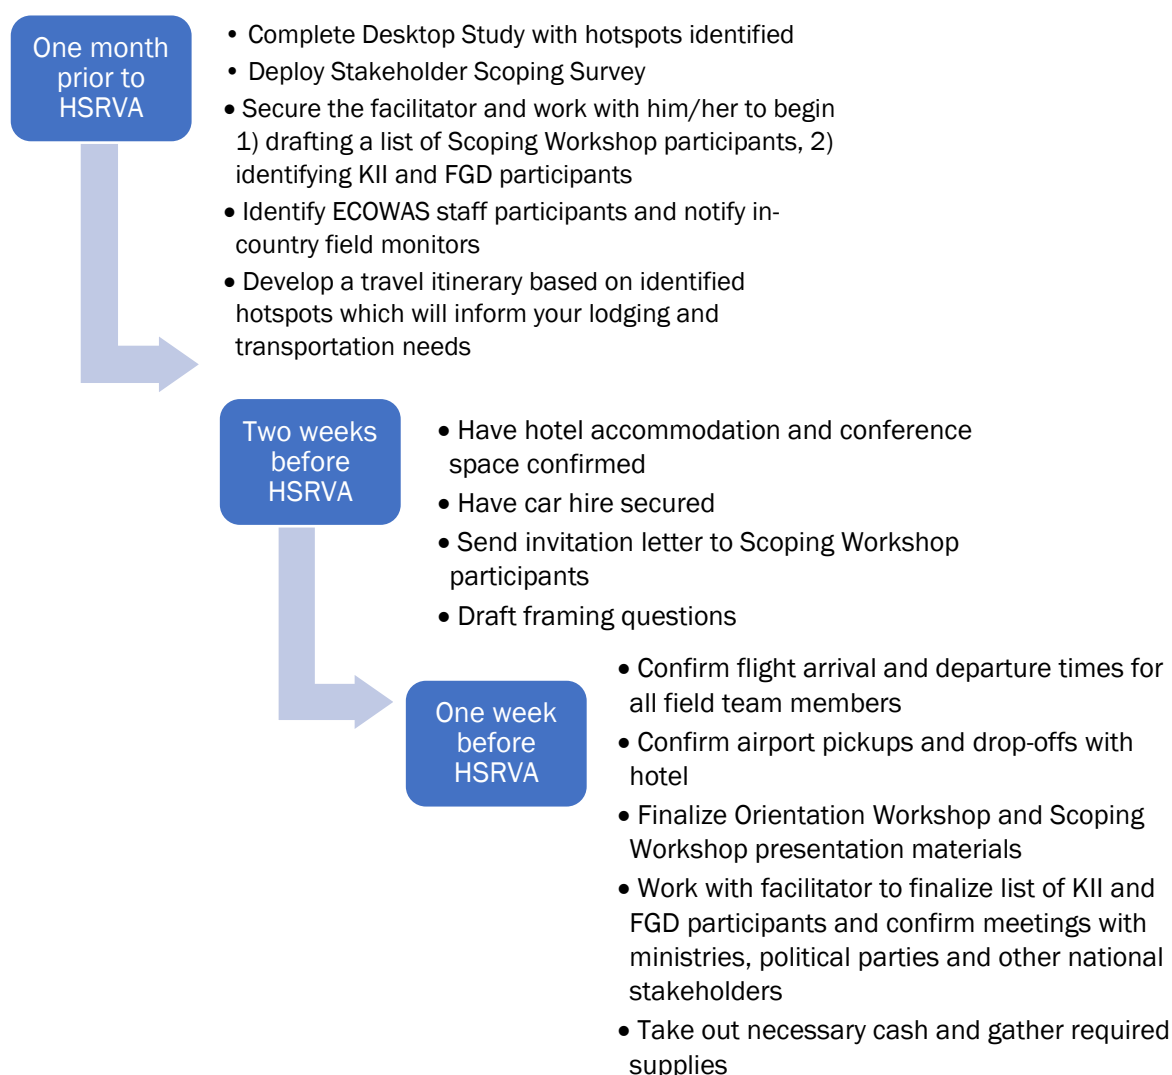 One month
prior to
HSRVA
• Complete Desktop Study with hotspots identified
• Deploy Stakeholder Scoping Survey
• Secure the facilitator and work with him/her to begin
1) drafting a list of Scoping Workshop participants, 2)
identifying KII and FGD participants
• Identify ECOWAS staff participants and notify in-
country field monitors
• Develop a travel itinerary based on identified
hotspots which will inform your lodging and
transportation needs
Two weeks
before
HSRVA
• Have hotel accommodation and conference
space confirmed
• Have car hire secured
• Send invitation letter to Scoping Workshop
participants
• Draft framing questions
One week
before
HSRVA
• Confirm flight arrival and departure times for
all field team members
• Confirm airport pickups and drop-offs with
hotel
• Finalize Orientation Workshop and Scoping
Workshop presentation materials
• Work with facilitator to finalize list of KII and
FGD participants and confirm meetings with
ministries, political parties and other national
stakeholders
• Take out necessary cash and gather required
supplies